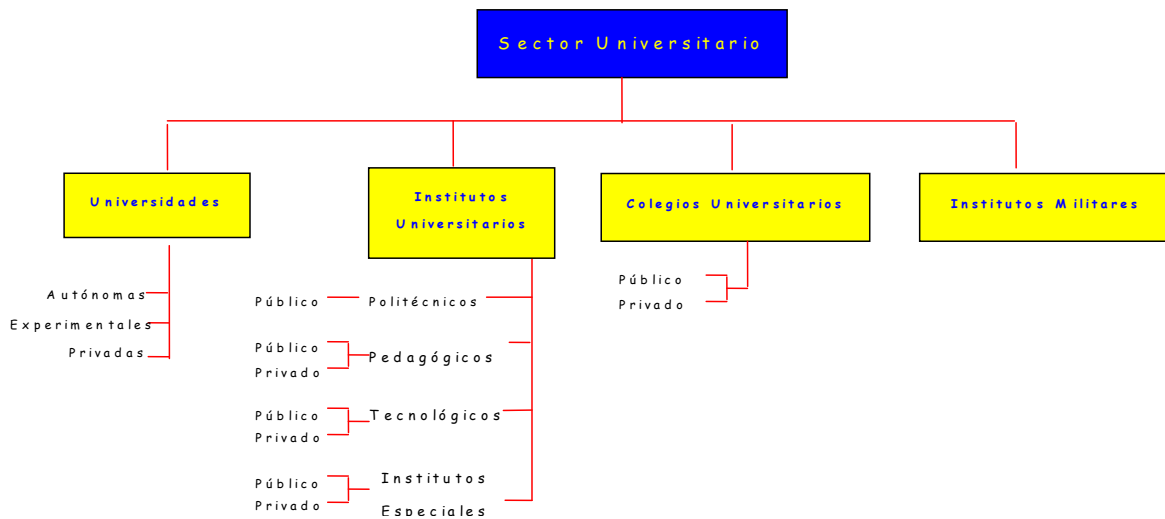 Sector Universitario
Universidades
Institutos
Universitarios
Colegios Universitarios
Institutos Militares
Autónomas
Experimentales
Privadas
Público
Politécnicos
Público
Privado
Pedagógicos
Público
Privado
Tecnológicos
Público
Privado
Institutos
Especiales
Público
Privado